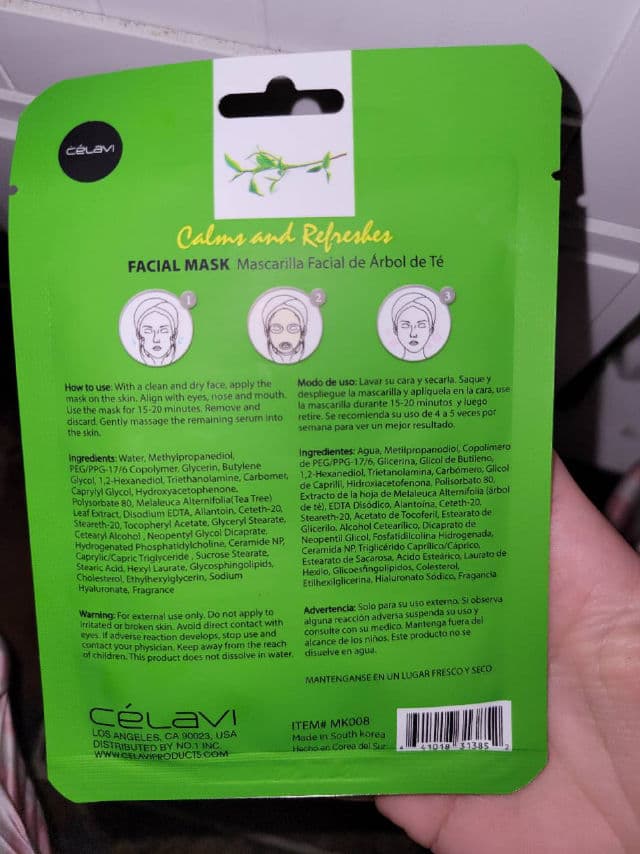 CéLAVI
Calms and Refreshes
FACIAL MASK Mascarilla Facial de Árbol de Té
1
2
3
How to use: With a clean and dry face, apply the
mask on the skin. Align with eyes, nose and mouth.
Use the mask for 15-20 minutes. Remove and
discard. Gently massage the remaining serum into
the skin.
Ingredients: Water, Methylpropanediol,
PEG/PPG-17/6 Copolymer, Glycerin, Butylene
Glycol, 1,2-Hexanediol, Triethanolamine, Carbomer,
Caprylyl Glycol, Hydroxyacetophenone,
Polysorbate 80, Melaleuca Alternifolia(Tea Tree)
Leaf Extract, Disodium EDTA, Allantoin, Ceteth-20,
Steareth-20, Tocopheryl Acetate, Glyceryl Stearate,
Cetearyl Alcohol, Neopentyl Glycol Dicaprate,
Hydrogenated Phosphatidylcholine, Ceramide NP,
Caprylic/Capric Triglyceride, Sucrose Stearate,
Stearic Acid, Hexyl Laurate, Glycosphingolipids,
Cholesterol, Ethylhexylglycerin, Sodium
Hyaluronate, Fragrance
Warning: For external use only. Do not apply to
irritated or broken skin. Avoid direct contact with
eyes. If adverse reaction develops, stop use and
contact your physician. Keep away from the reach
of children. This product does not dissolve in water.
Modo de uso: Lavar su cara y secarla. Saque y
despliegue la mascarilla y aplíquela en la cara, use
la mascarilla durante 15-20 minutos y luego
retire. Se recomienda su uso de 4 a 5 veces por
semana para ver un mejor resultado.
Ingredientes: Agua, Metilpropanodiol, Copolímero
de PEG/PPG-17/6, Glicerina, Glicol de Butileno,
1,2-Hexanediol, Trietanolamina, Carbómero, Glicol
de Caprilil, Hidroxiacetofenona, Polisorbato 80,
Extracto de la hoja de Melaleuca Alternifolia (árbol
de té), EDTA Disódico, Alantoína, Ceteth-20,
Steareth-20, Acetato de Tocoferil, Estearato de
Glicerilo, Alcohol Cetearílico, Dicaprato de
Neopentil Glicol, Fosfatidilcolina Hidrogenada,
Ceramida NP, Triglicérido Caprílico/Cáprico,
Estearato de Sacarosa, Ácido Esteárico, Laurato de
Hexilo, Glicoesfingolípidos, Colesterol,
Etilhexilglicerina, Hialuronato Sódico, Fragancia
Advertencia: Solo para su uso externo. Si observa
alguna reacción adversa suspenda su uso y
consulte con su medico. Mantenga fuera del
alcance de los niños. Este producto no se
disuelve en agua.
MANTENGANSE EN UN LUGAR FRESCO Y SECO
CéLAVI
LOS ANGELES, CA 90023, USA
DISTRIBUTED BY NO.1 INC.
WWW.CELAVIPRODUCTS.COM
ITEM# MK008
Made in South korea
Hecho en Corea del Sur
4 41018 31385 2